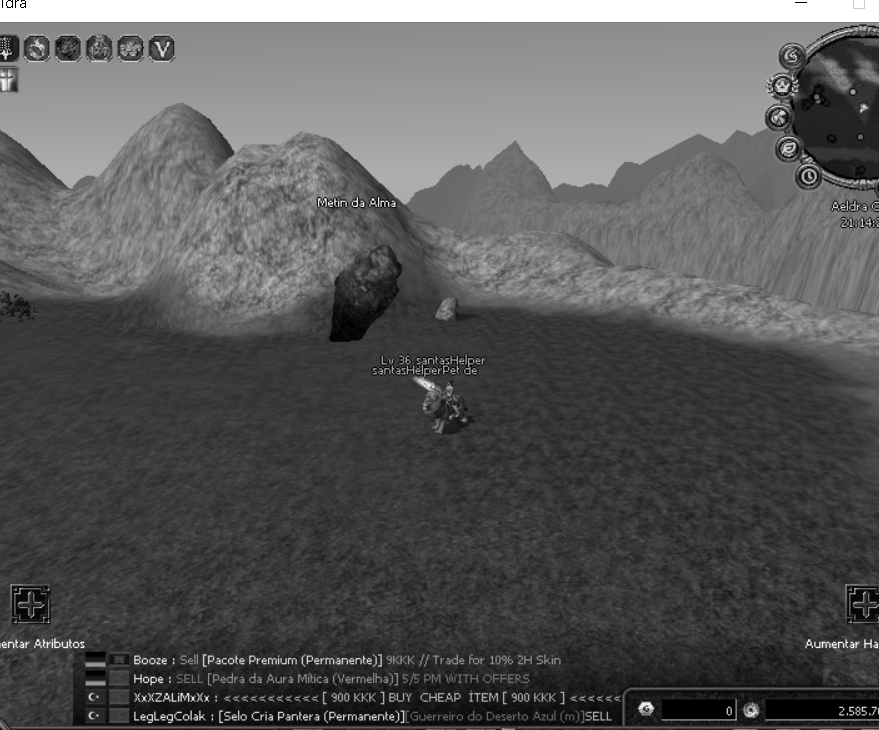 ldra
V
Metin da Alma
Aeldra
21:14:
Lv 36 santasHelper
santasHelperPet de
entar Atributos
Aumentar Ha
Booze : Sell [Pacote Premium (Permanente)] 9KKK // Trade for 10% 2H Skin
Hope : SELL [Pedra da Aura Mítica (Vermelha)] 5/5 PM WITH OFFERS
XxXZALiMxXx : <<<<<<<<<<< [ 900 KKK ] BUY CHEAP İTEM [ 900 KKK ] <<<<<<
LegLegColak : [Selo Cria Pantera (Permanente)][Guerreiro do Deserto Azul (m)]SELL
0
2.585.7